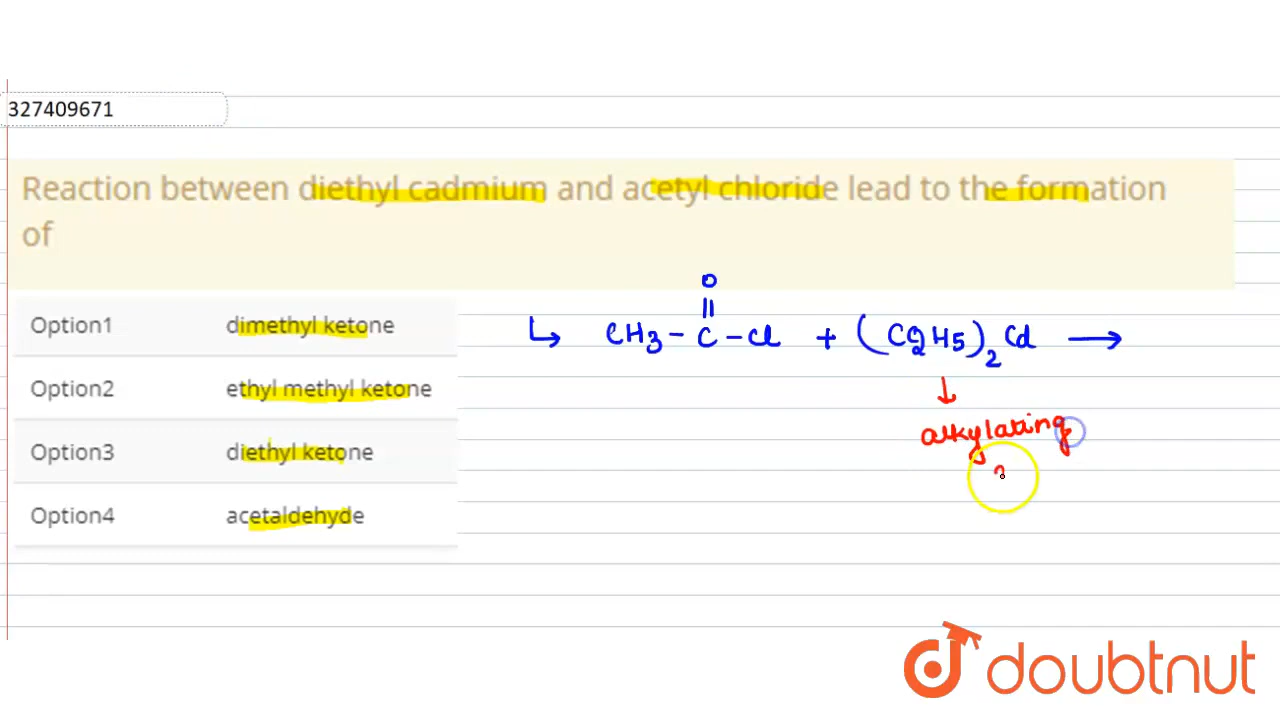 327409671
Reaction between diethyl cadmium and acetyl chloride lead to the formation
of
Option1 dimethyl ketone
Option2 ethyl methyl ketone
Option3 diethyl ketone
Option4 acetaldehyde
O
||
↳ CH3 - C - Cl + (C2H5)2 Cd →
↓
alkylating
doubtnut